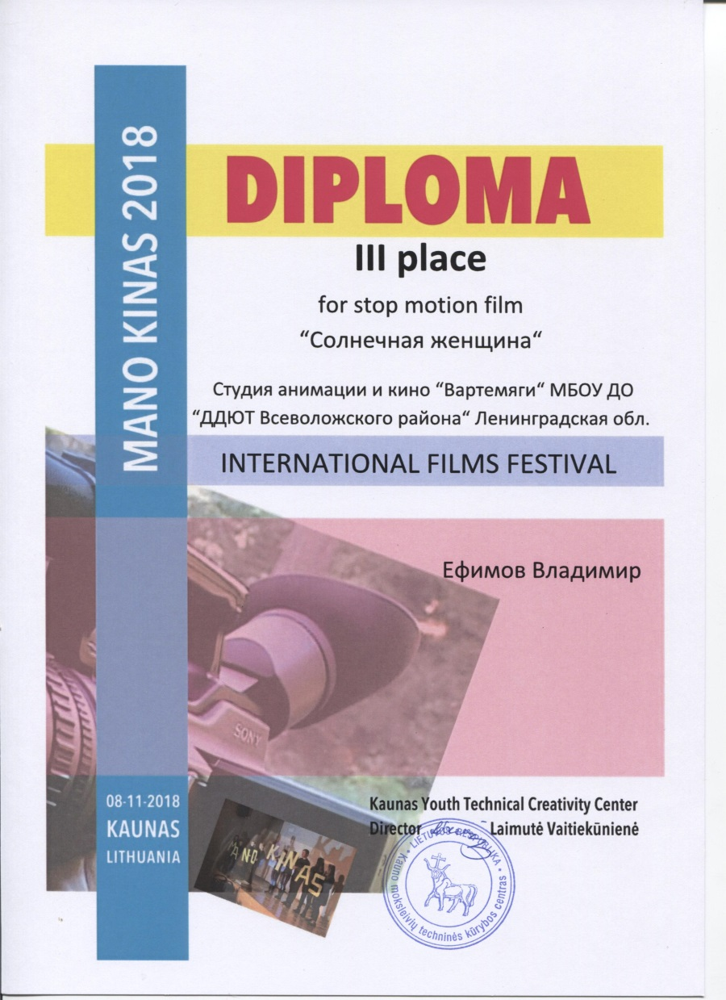 MANO KINAS 2018
DIPLOMA
III place
for stop motion film
“Солнечная женщина“
Студия анимации и кино “Вартемяги“ МБОУ ДО
“ДДЮТ Всеволожского района“ Ленинградская обл.
INTERNATIONAL FILMS FESTIVAL
Ефимов Владимир
SONY
08-11-2018
KAUNAS
LITHUANIA
MANO KINAS
Kaunas Youth Technical Creativity Center
Director Laimutė Vaitiekūnienė
LIETUVOS RESPUBLIKA
Kauno moksleivių techninės kūrybos centras